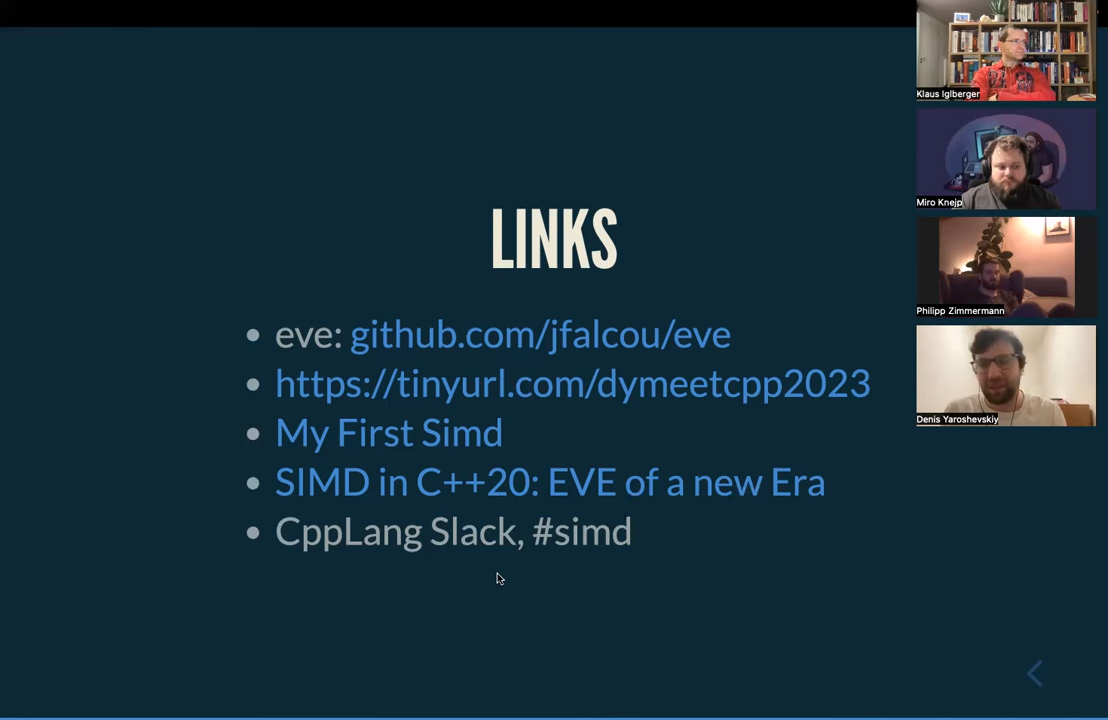 LINKS
eve: github.com/jfalcou/eve
https://tinyurl.com/dymeetcpp2023
My First Simd
SIMD in C++20: EVE of a new Era
CppLang Slack, #simd
Klaus Iglberger
Miro Knejp
Philipp Zimmermann
Denis Yaroshevskiy